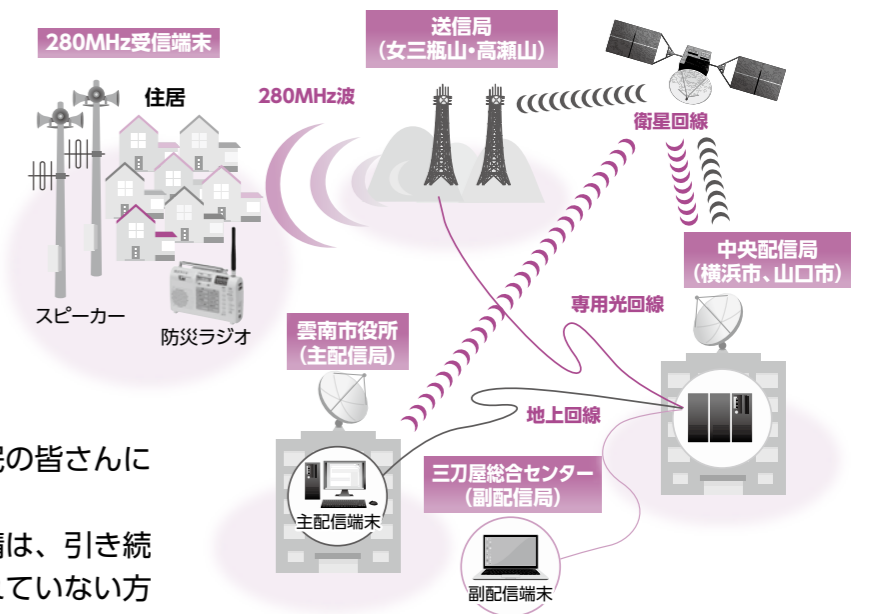 280MHz受信端末
住居
280MHz波
送信局
（女三瓶山・高瀬山）
衛星回線
中央配信局
（横浜市、山口市）
専用光回線
スピーカー
防災ラジオ
雲南市役所
（主配信局）
地上回線
三刀屋総合センター
（副配信局）
主配信端末
副配信端末
の皆さんに
は、引き続
ていない方